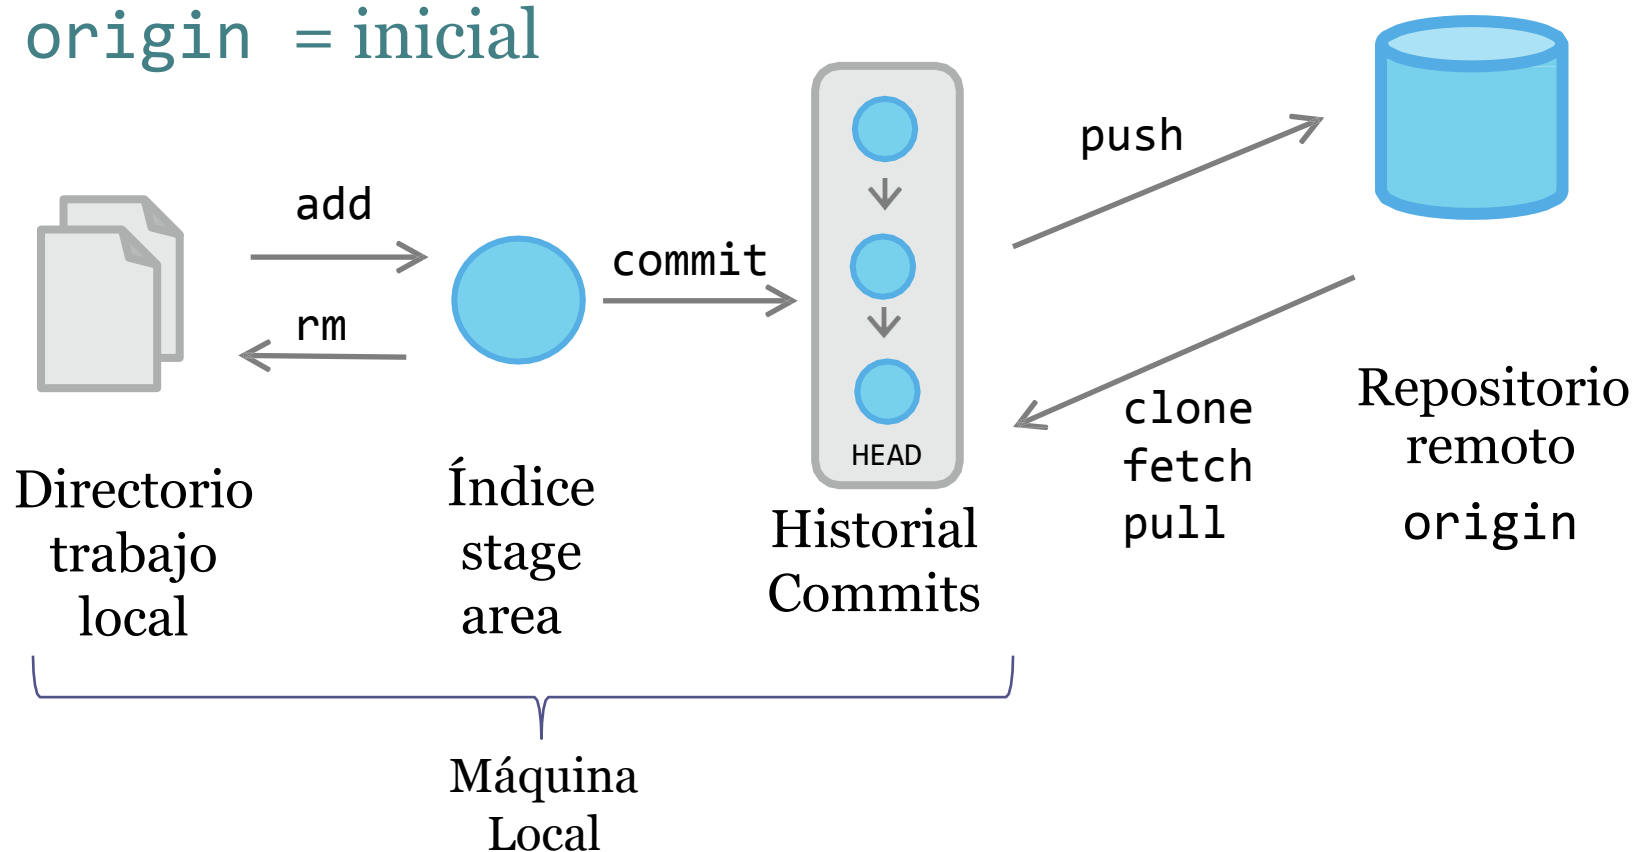 origin = inicial
add
rm
commit
push
clone
fetch
pull
HEAD
Directorio
trabajo
local
Índice
stage
area
Historial
Commits
Repositorio
remoto
origin
Máquina
Local